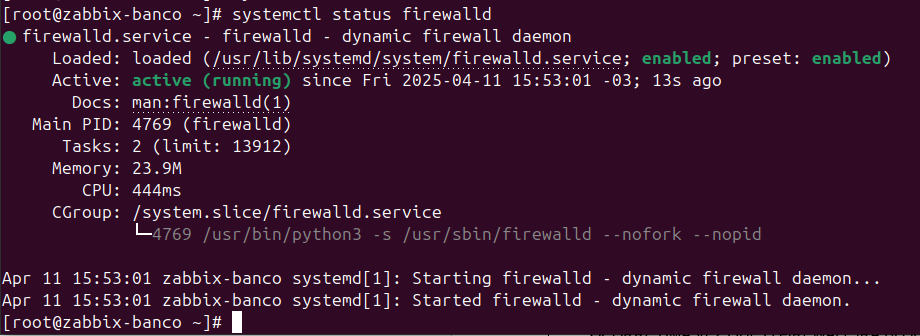 [root@zabbix-banco ~]# systemctl status firewalld
● firewalld.service - firewalld - dynamic firewall daemon
Loaded: loaded (/usr/lib/systemd/system/firewalld.service; enabled; preset: enabled)
Active: active (running) since Fri 2025-04-11 15:53:01 -03; 13s ago
Docs: man:firewalld(1)
Main PID: 4769 (firewalld)
Tasks: 2 (limit: 13912)
Memory: 23.9M
CPU: 444ms
CGroup: /system.slice/firewalld.service
└─4769 /usr/bin/python3 -s /usr/sbin/firewalld --nofork --nopid
Apr 11 15:53:01 zabbix-banco systemd[1]: Starting firewalld - dynamic firewall daemon...
Apr 11 15:53:01 zabbix-banco systemd[1]: Started firewalld - dynamic firewall daemon.
[root@zabbix-banco ~]#